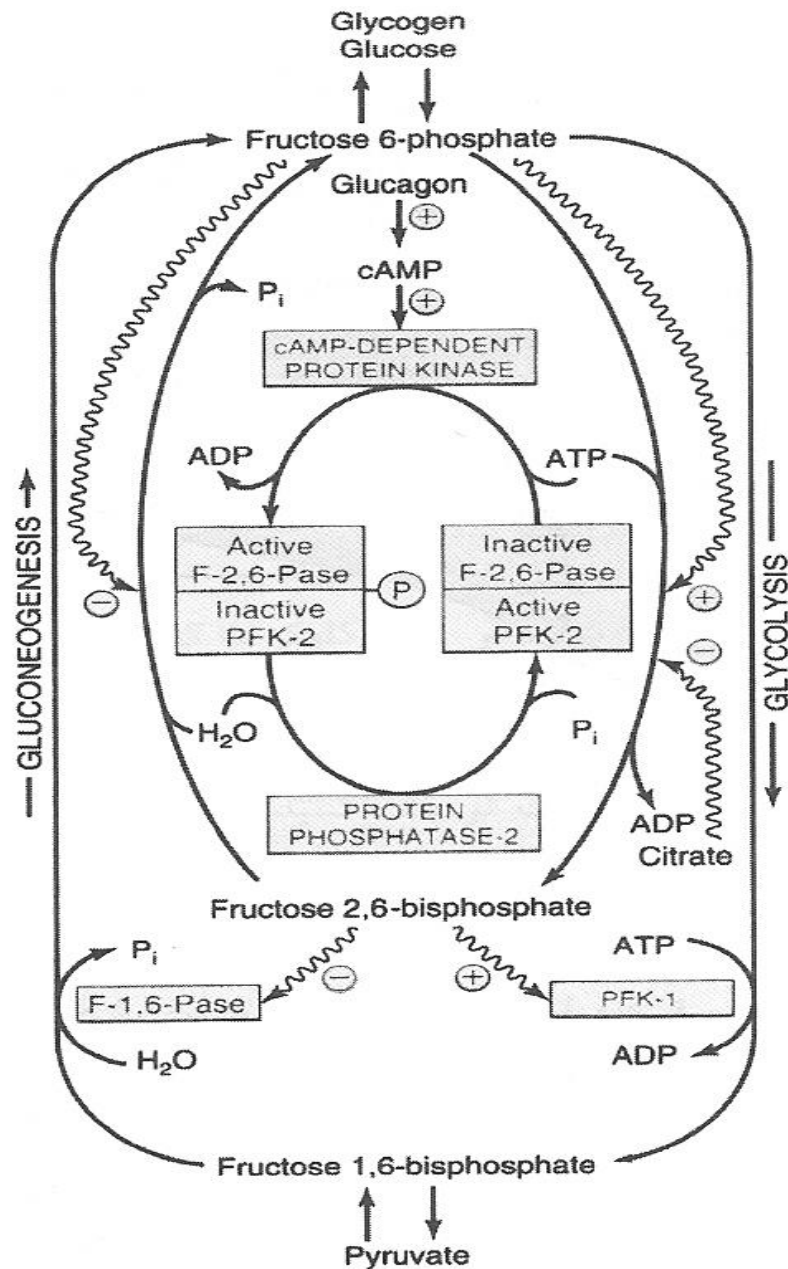 Glycogen
Glucose
Fructose 6-phosphate
Glucagon
+
cAMP
+
Pi
cAMP-DEPENDENT
PROTEIN KINASE
ADP
ATP
Active
F-2,6-Pase
Inactive
PFK-2
P
Inactive
F-2,6-Pase
Active
PFK-2
−
+
−
GLUCONEOGENESIS
GLYCOLYSIS
H2O
Pi
PROTEIN
PHOSPHATASE-2
ADP
Citrate
Fructose 2,6-bisphosphate
Pi
−
+
ATP
F-1.6-Pase
PFK-1
H2O
ADP
Fructose 1,6-bisphosphate
Pyruvate